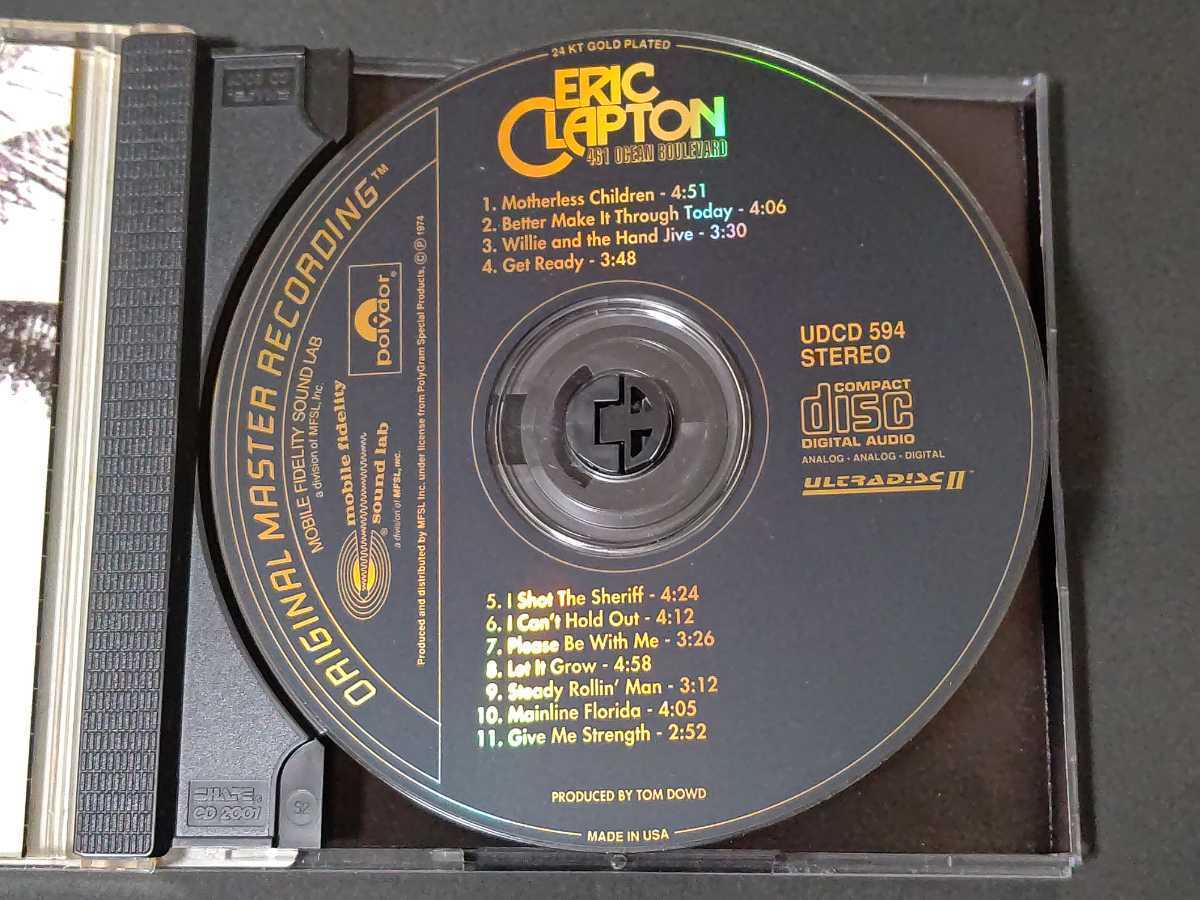 24 KT GOLD PLATED
ERIC
CLAPTON
461 OCEAN BOULEVARD
1. Motherless Children - 4:51
2. Better Make It Through Today - 4:06
3. Willie and the Hand Jive - 3:30
4. Get Ready - 3:48
UDCD 594
STEREO
COMPACT
disc
DIGITAL AUDIO
ANALOG • ANALOG • DIGITAL
ULTRADISC II™
5. I Shot The Sheriff - 4:24
6. I Can't Hold Out - 4:12
7. Please Be With Me - 3:26
8. Let It Grow - 4:58
9. Steady Rollin' Man - 3:12
10. Mainline Florida - 4:05
11. Give Me Strength - 2:52
PRODUCED BY TOM DOWD
MADE IN USA
ORIGINAL MASTER RECORDING™
MOBILE FIDELITY SOUND LAB
a division of MFSL, Inc.
mobile fidelity
sound lab®
a division of MFSL, INC.
polydor®
Produced and distributed by MFSL Inc. under license from PolyGram Special Products, © ℗ 1974
CD 2001
S2